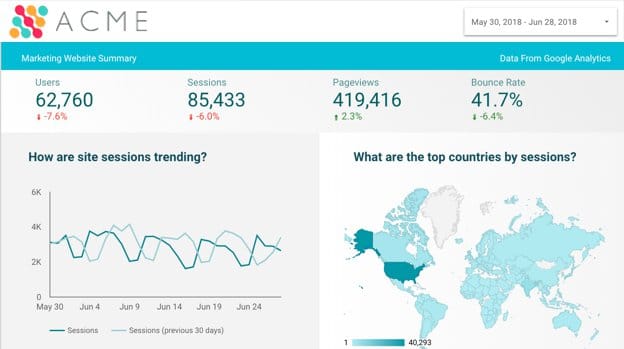 ACME
May 30, 2018 - Jun 28, 2018
Marketing Website Summary
Data From Google Analytics
Users
62,760
-7.6%
Sessions
85,433
-6.0%
Pageviews
419,416
2.3%
Bounce Rate
41.7%
-6.4%
How are site sessions trending?
6K
4K
2K
0
May 30 Jun 4 Jun 9 Jun 14 Jun 19 Jun 24
Sessions Sessions (previous 30 days)
What are the top countries by sessions?
1 40,293